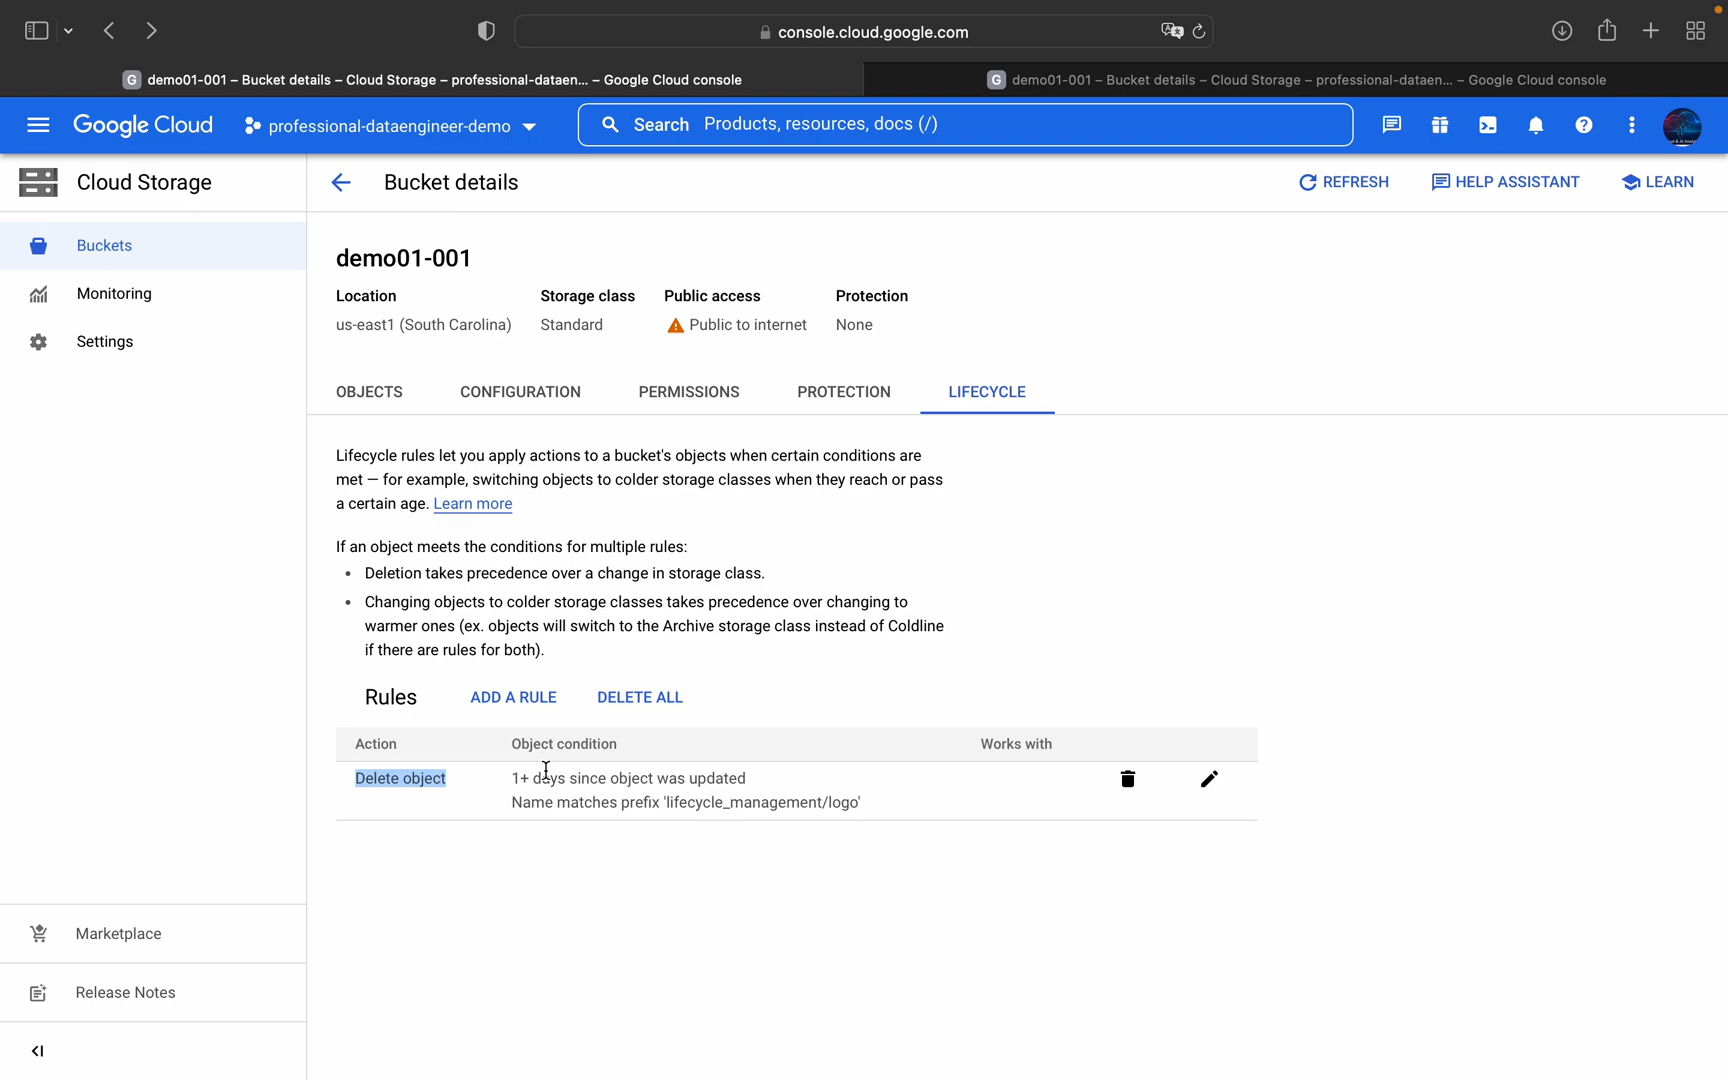 console.cloud.google.com
G demo01-001 – Bucket details – Cloud Storage – professional-dataen... – Google Cloud console
G demo01-001 – Bucket details – Cloud Storage – professional-dataen... – Google Cloud console
Google Cloud
professional-dataengineer-demo
Search Products, resources, docs (/)
Cloud Storage
Bucket details
REFRESH
HELP ASSISTANT
LEARN
Buckets
Monitoring
Settings
demo01-001
Location Storage class Public access Protection
us-east1 (South Carolina) Standard Public to internet None
OBJECTS CONFIGURATION PERMISSIONS PROTECTION LIFECYCLE
Lifecycle rules let you apply actions to a bucket's objects when certain conditions are
met — for example, switching objects to colder storage classes when they reach or pass
a certain age. Learn more
If an object meets the conditions for multiple rules:
• Deletion takes precedence over a change in storage class.
• Changing objects to colder storage classes takes precedence over changing to
warmer ones (ex. objects will switch to the Archive storage class instead of Coldline
if there are rules for both).
Rules ADD A RULE DELETE ALL
Action Object condition Works with
Delete object 1+ days since object was updated
Name matches prefix 'lifecycle_management/logo'
Marketplace
Release Notes